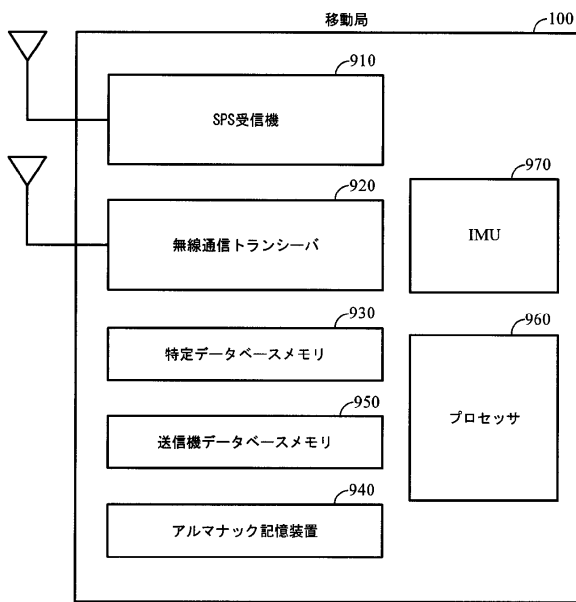 移動局
100
910
SPS受信機
920
無線通信トランシーバ
970
IMU
930
特定データベースメモリ
960
プロセッサ
950
送信機データベースメモリ
940
アルマナック記憶装置